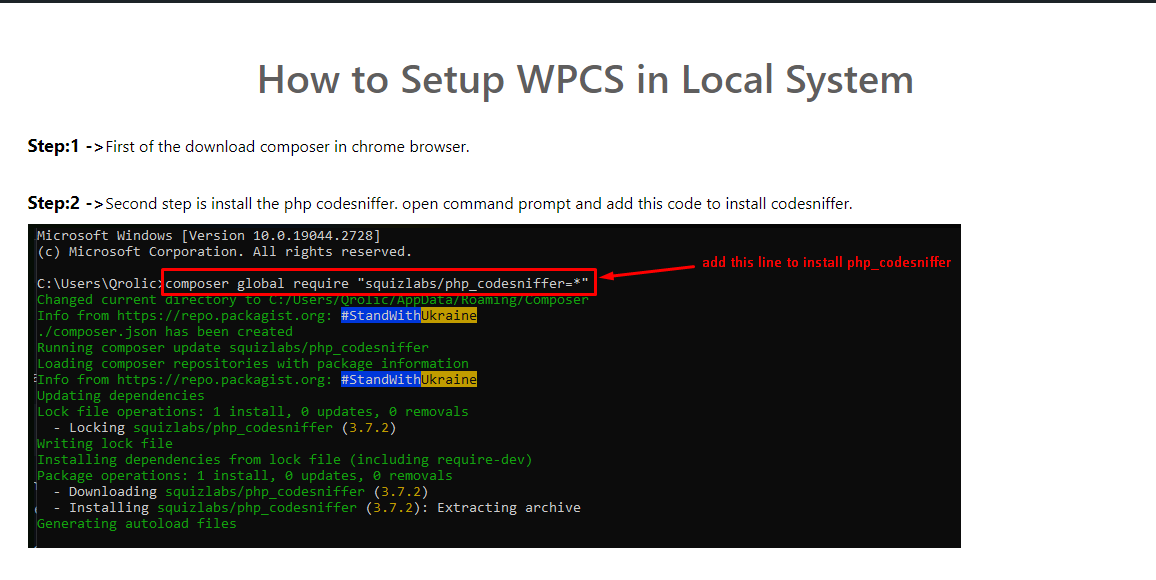 How to Setup WPCS in Local System
Step:1 ->First of the download composer in chrome browser.
Step:2 ->Second step is install the php codesniffer. open command prompt and add this code to install codesniffer.
Microsoft Windows [Version 10.0.19044.2728]
(c) Microsoft Corporation. All rights reserved.
add this line to install php_codesniffer
C:\Users\Qrolic>composer global require "squizlabs/php_codesniffer=*"
Changed current directory to C:/Users/Qrolic/AppData/Roaming/Composer
Info from https://repo.packagist.org: #StandWithUkraine
./composer.json has been created
Running composer update squizlabs/php_codesniffer
Loading composer repositories with package information
Info from https://repo.packagist.org: #StandWithUkraine
Updating dependencies
Lock file operations: 1 install, 0 updates, 0 removals
- Locking squizlabs/php_codesniffer (3.7.2)
Writing lock file
Installing dependencies from lock file (including require-dev)
Package operations: 1 install, 0 updates, 0 removals
- Downloading squizlabs/php_codesniffer (3.7.2)
- Installing squizlabs/php_codesniffer (3.7.2): Extracting archive
Generating autoload files